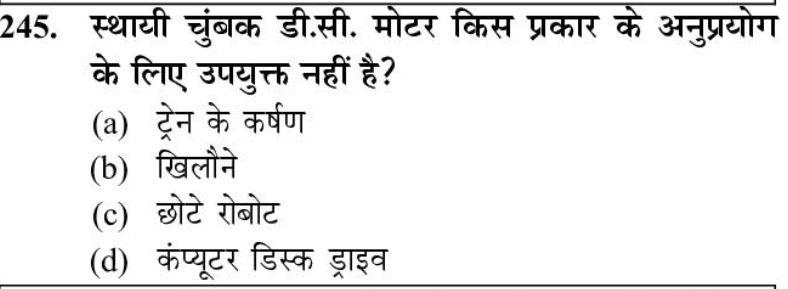 245. स्थायी चुंबक डी.सी. मोटर किस प्रकार के अनुप्रयोग
के लिए उपयुक्त नहीं है?
(a) ट्रेन के कर्षण
(b) खिलौने
(c) छोटे रोबोट
(d) कंप्यूटर डिस्क ड्राइव